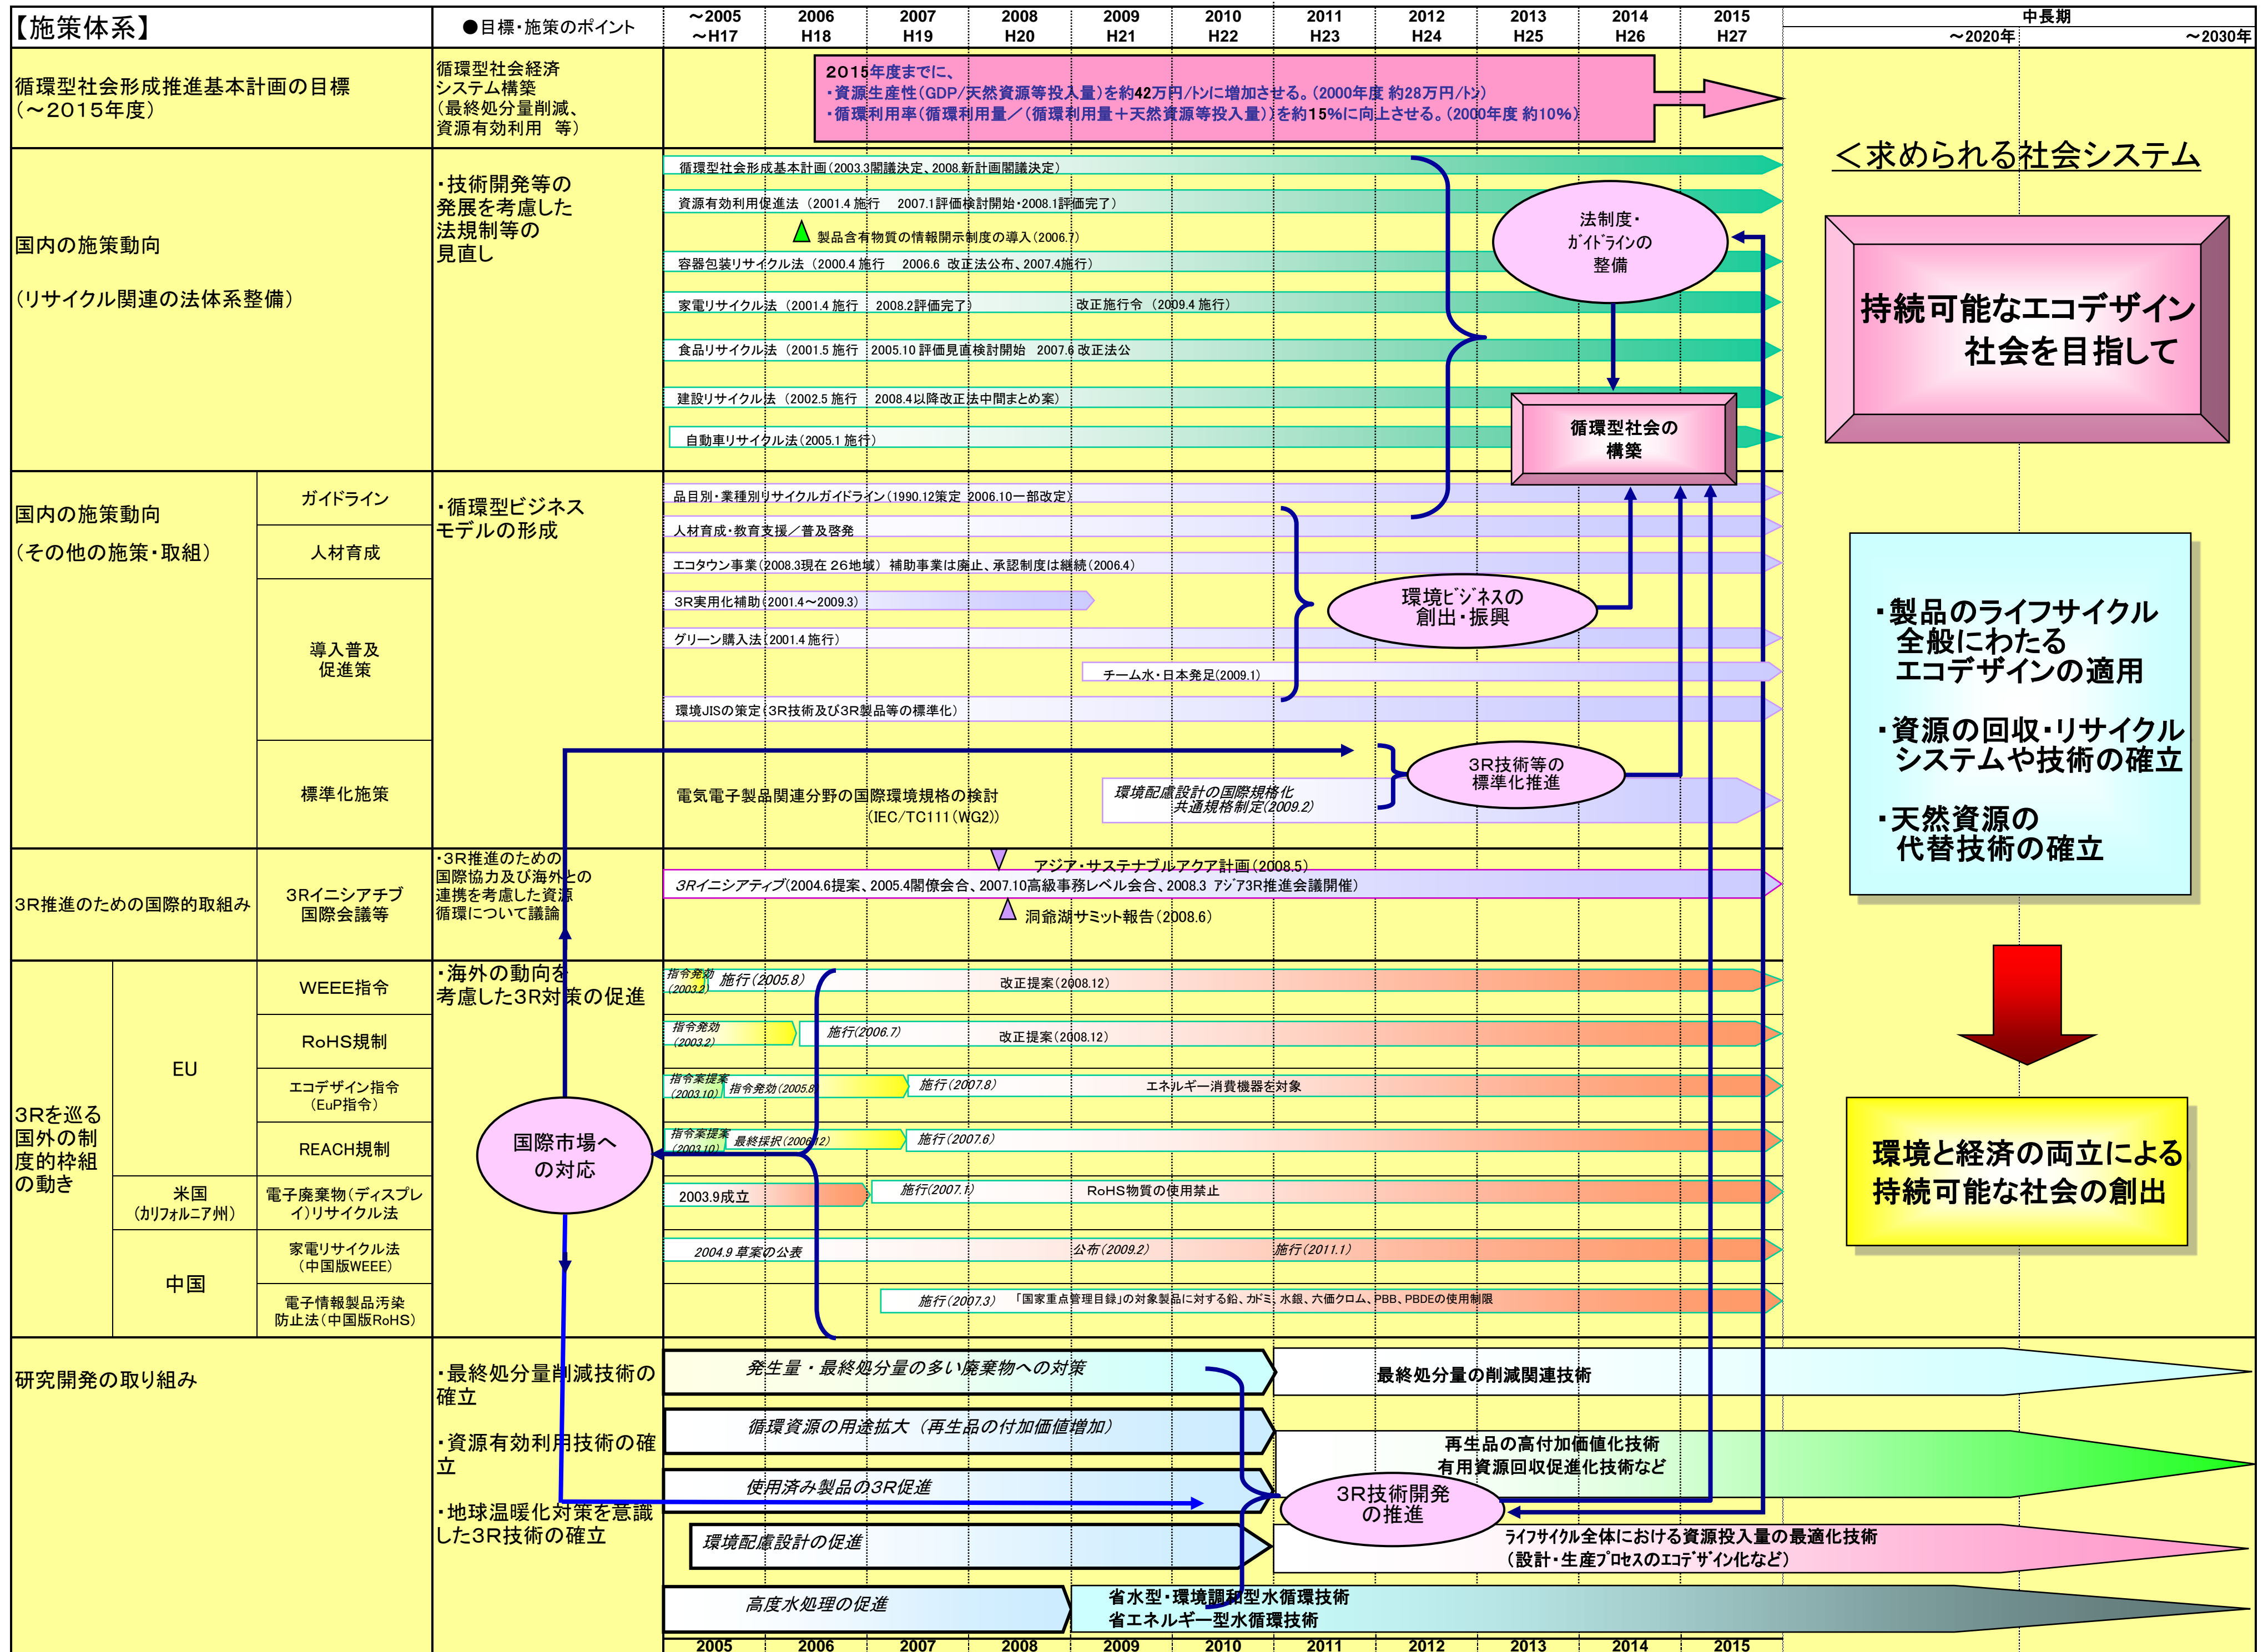 【施策体系】
●目標・施策のポイント
～2005
～H17
2006
H18
2007
H19
2008
H20
2009
H21
2010
H22
2011
H23
2012
H24
2013
H25
2014
H26
2015
H27
中長期
～2020年
～2030年
循環型社会形成推進基本計画の目標
（～2015年度）
循環型社会経済
システム構築
（最終処分量削減、
資源有効利用　等）
2015年度までに、
・資源生産性（GDP/天然資源等投入量）を約42万円/トンに増加させる。（2000年度 約28万円/トン）
・循環利用率（循環利用量／（循環利用量＋天然資源等投入量））を約15%に向上させる。（2000年度 約10%）
国内の施策動向
（リサイクル関連の法体系整備）
・技術開発等の
発展を考慮した
法規制等の
見直し
循環型社会形成基本計画（2003.3閣議決定、2008.新計画閣議決定）
資源有効利用促進法 （2001.4 施行　2007.1評価検討開始・2008.1評価完了）
製品含有物質の情報開示制度の導入（2006.7）
容器包装リサイクル法 （2000.4 施行　2006.6 改正法公布、2007.4施行）
家電リサイクル法 （2001.4 施行　2008.2評価完了）
改正施行令 （2009.4 施行）
食品リサイクル法 （2001.5 施行　2005.10 評価見直検討開始　2007.6 改正法公
建設リサイクル法 （2002.5 施行　2008.4以降改正法中間まとめ案）
自動車リサイクル法（2005.1 施行）
法制度・
ガイドラインの
整備
循環型社会の
構築
＜求められる社会システム
持続可能なエコデザイン
社会を目指して
国内の施策動向
（その他の施策・取組）
ガイドライン
人材育成
導入普及
促進策
標準化施策
・循環型ビジネス
モデルの形成
品目別・業種別リサイクルガイドライン（1990.12策定 2006.10一部改定）
人材育成・教育支援／普及啓発
エコタウン事業（2008.3現在 26地域） 補助事業は廃止、承認制度は継続（2006.4）
3R実用化補助（2001.4～2009.3）
グリーン購入法（2001.4 施行）
チーム水・日本発足（2009.1）
環境JISの策定（3R技術及び3R製品等の標準化）
環境ビジネスの
創出・振興
電気電子製品関連分野の国際環境規格の検討
（IEC/TC111（WG2））
環境配慮設計の国際規格化
共通規格制定（2009.2）
3R技術等の
標準化推進
・製品のライフサイクル
全般にわたる
エコデザインの適用
・資源の回収・リサイクル
システムや技術の確立
・天然資源の
代替技術の確立
3R推進のための国際的取組み
3Rイニシアチブ
国際会議等
・3R推進のための
国際協力及び海外との
連携を考慮した資源
循環について議論
アジア・サステナブルアクア計画（2008.5）
3Rイニシアティブ（2004.6提案、2005.4閣僚会合、2007.10高級事務レベル会合、2008.3 アジア3R推進会議開催）
洞爺湖サミット報告（2008.6）
3Rを巡る
国外の制
度的枠組
の動き
EU
米国
（カリフォルニア州）
中国
WEEE指令
RoHS規制
エコデザイン指令
（EuP指令）
REACH規制
電子廃棄物（ディスプレ
イ）リサイクル法
家電リサイクル法
（中国版WEEE）
電子情報製品汚染
防止法（中国版RoHS）
・海外の動向を
考慮した3R対策の促進
国際市場へ
の対応
指令発効
（2003.2）
施行（2005.8）
改正提案（2008.12）
指令発効
（2003.2）
施行（2006.7）
改正提案（2008.12）
指令案提案
（2003.10）
指令発効（2005.8）
施行（2007.8）
エネルギー消費機器を対象
指令案提案
（2003.10）
最終採択（2006.12）
施行（2007.6）
2003.9成立
施行（2007.1）
RoHS物質の使用禁止
2004.9 草案の公表
公布（2009.2）
施行（2011.1）
施行（2007.3）
「国家重点管理目録」の対象製品に対する鉛、カドミ、水銀、六価クロム、PBB、PBDEの使用制限
環境と経済の両立による
持続可能な社会の創出
研究開発の取り組み
・最終処分量削減技術の
確立
・資源有効利用技術の確
立
・地球温暖化対策を意識
した3R技術の確立
発生量・最終処分量の多い廃棄物への対策
最終処分量の削減関連技術
循環資源の用途拡大（再生品の付加価値増加）
再生品の高付加価値化技術
有用資源回収促進化技術など
使用済み製品の3R促進
3R技術開発
の推進
環境配慮設計の促進
ライフサイクル全体における資源投入量の最適化技術
（設計・生産プロセスのエコデザイン化など）
高度水処理の促進
省水型・環境調和型水循環技術
省エネルギー型水循環技術
2005
2006
2007
2008
2009
2010
2011
2012
2013
2014
2015